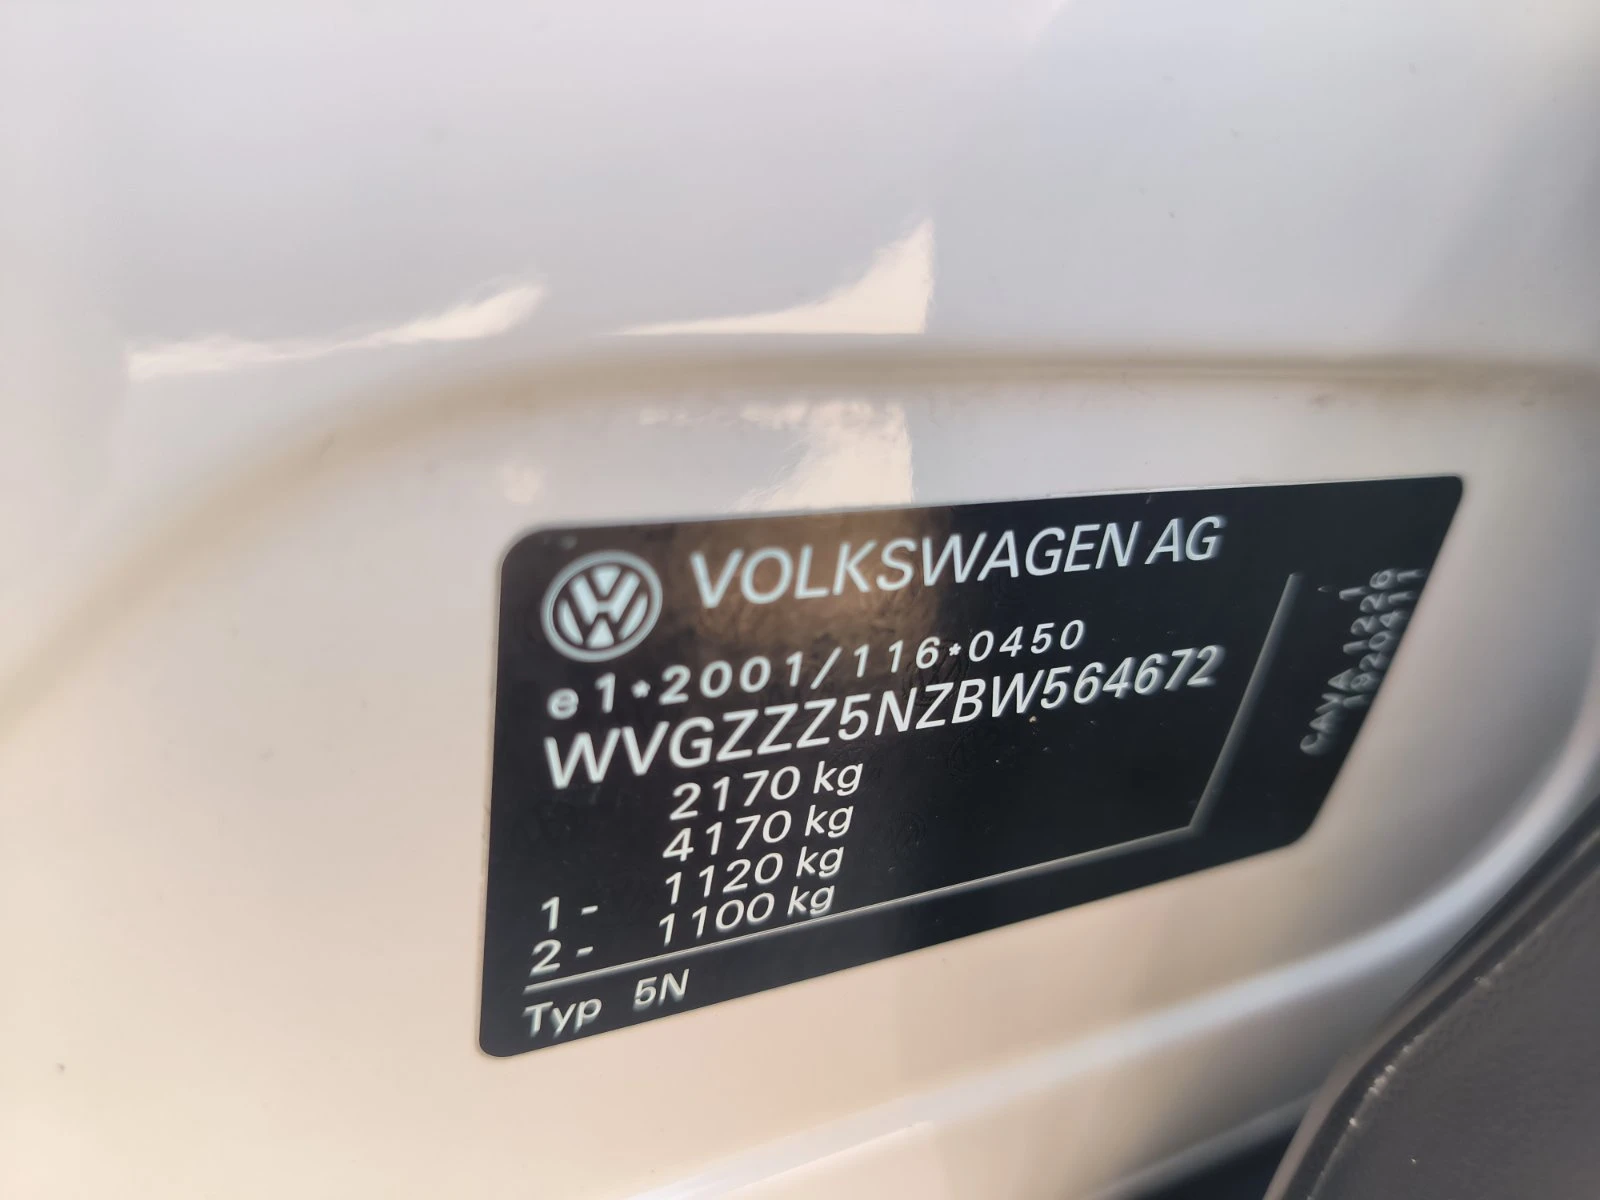 VOLKSWAGEN AG
e1*2001/116*0450
WVGZZZ5NZBW564672
2170 kg
4170 kg
1- 1120 kg
2- 1100 kg
Typ 5N
CAVA 1226